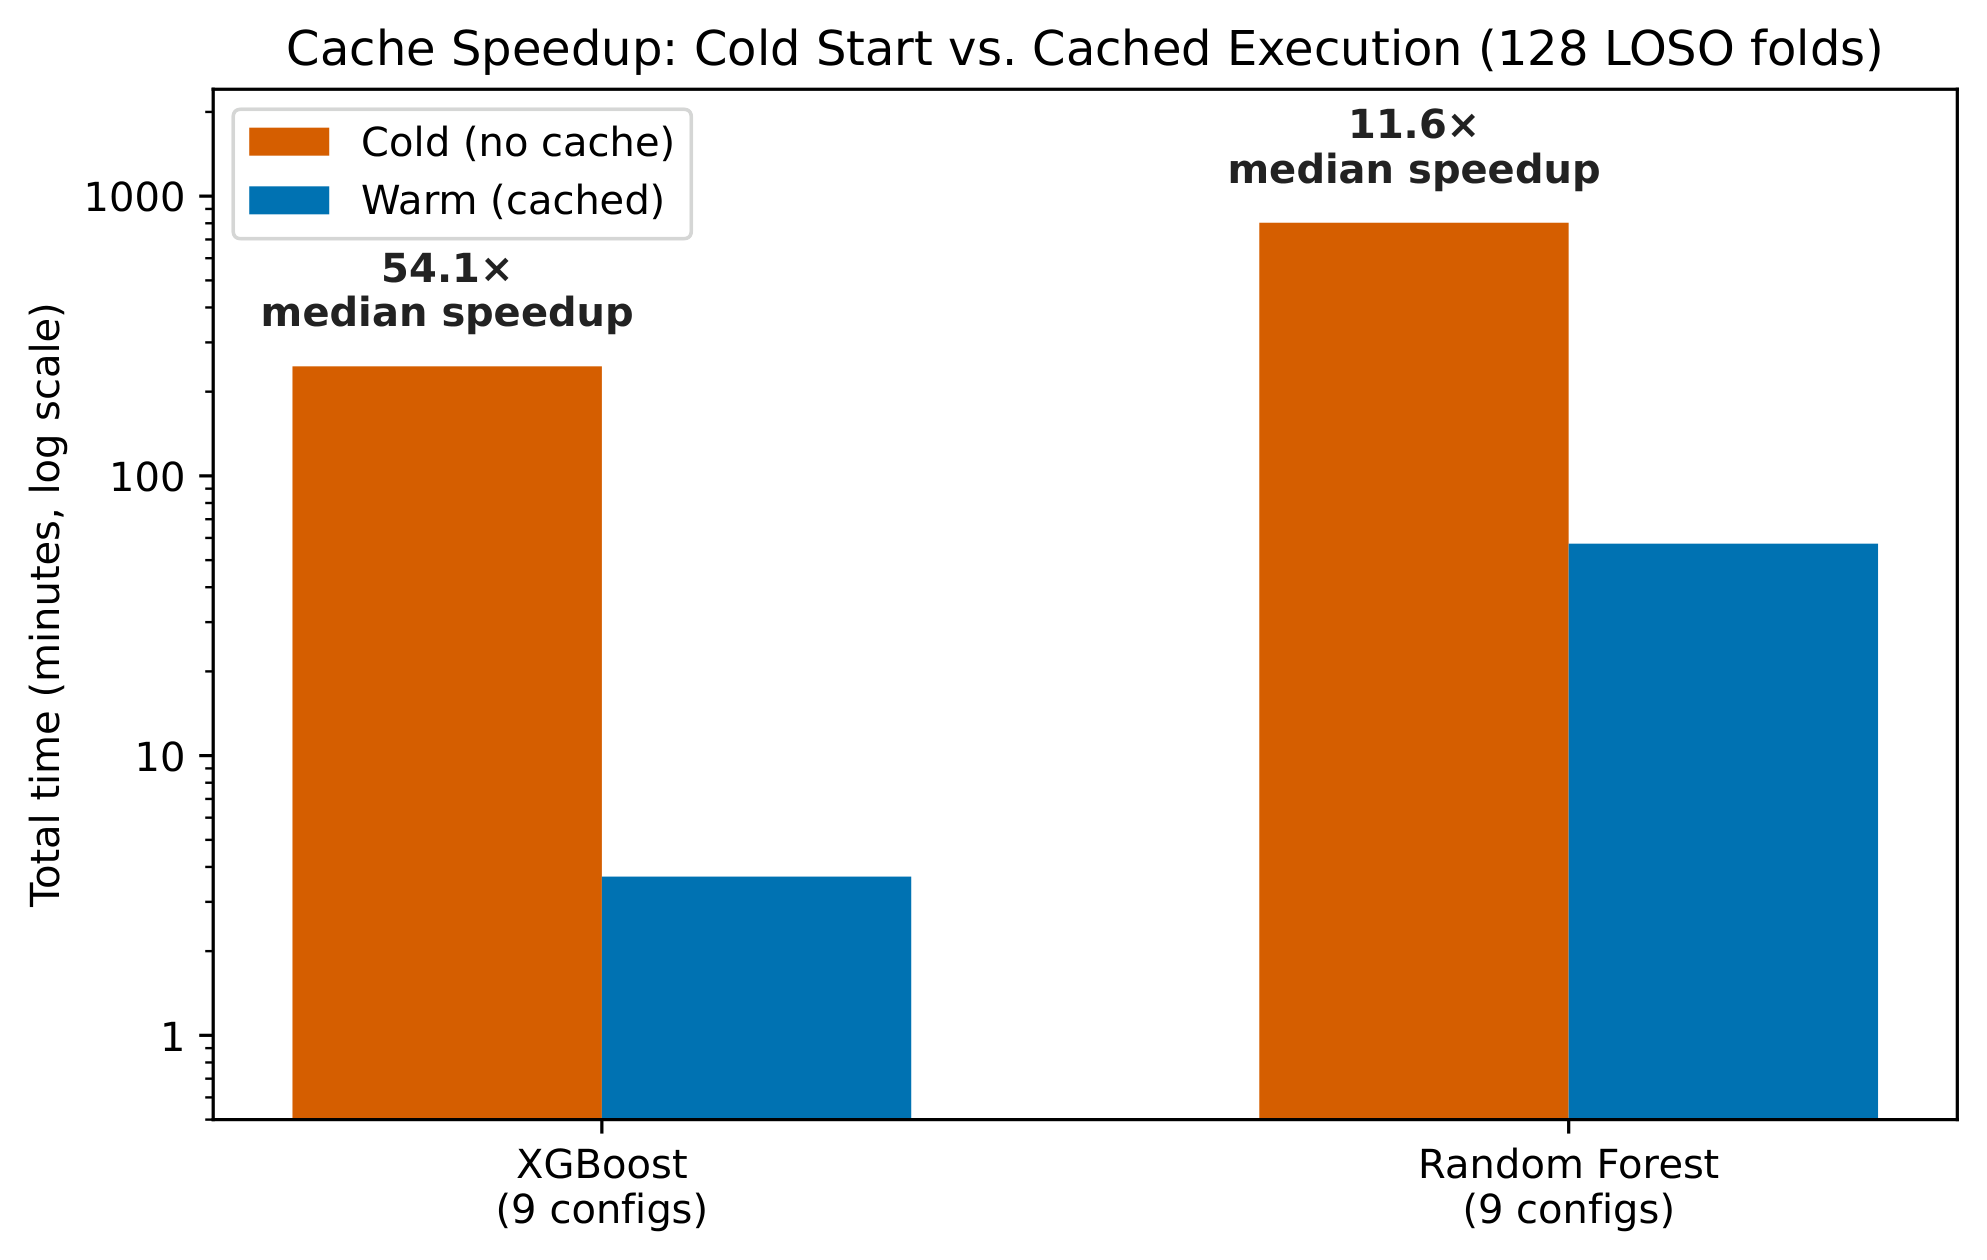 Cache Speedup: Cold Start vs. Cached Execution (128 LOSO folds)
Cold (no cache)
Warm (cached)
54.1×
median speedup
11.6×
median speedup
Total time (minutes, log scale)
1000
100
10
1
XGBoost
(9 configs)
Random Forest
(9 configs)